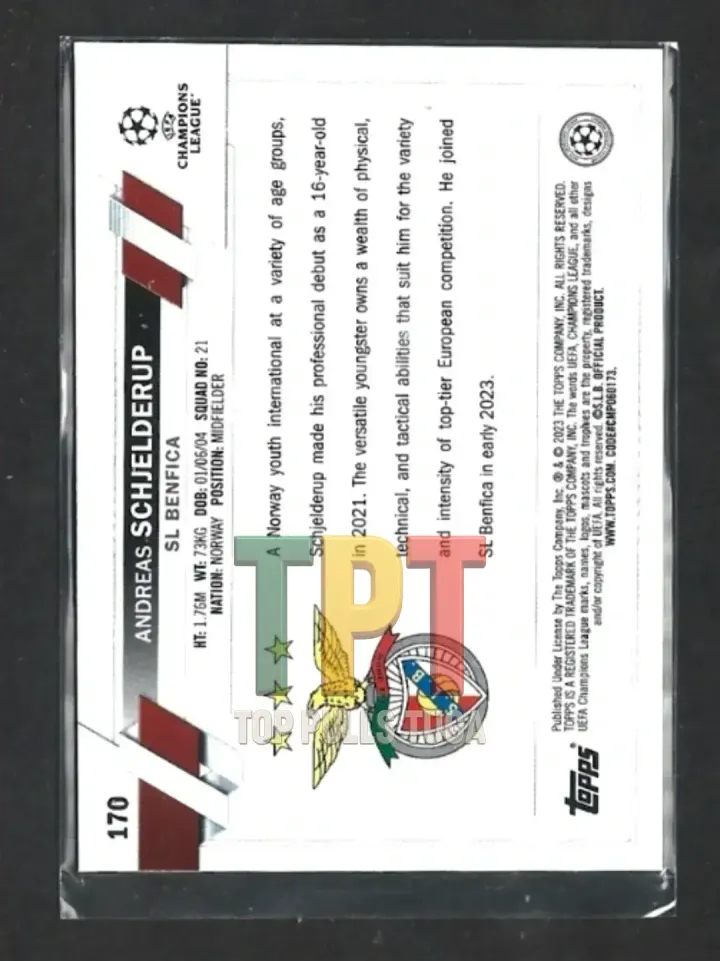 170
ANDREAS SCHJELDERUP
SL BENFICA
HT: 1.76M WT: 73KG DOB: 01/06/04 SQUAD NO: 21
NATION: NORWAY POSITION: MIDFIELDER
CHAMPIONS
LEAGUE
A Norway youth international at a variety of age groups,
Schjelderup made his professional debut as a 16-year-old
in 2021. The versatile youngster owns a wealth of physical,
technical, and tactical abilities that suit him for the variety
and intensity of top-tier European competition. He joined
SL Benfica in early 2023.
TPT
TOP PULLS TUGA
topps
Published Under License by The Topps Company, Inc. ® & © 2023 THE TOPPS COMPANY, INC. ALL RIGHTS RESERVED.
TOPPS IS A REGISTERED TRADEMARK OF THE TOPPS COMPANY, INC. The words UEFA, CHAMPIONS LEAGUE, and all other
UEFA Champions League marks, names, logos, mascots and trophies are the property, registered trademarks, designs
and/or copyright of UEFA. All rights reserved. ©S.L.B. OFFICIAL PRODUCT.
WWW.TOPPS.COM. CODE#CMP060173.